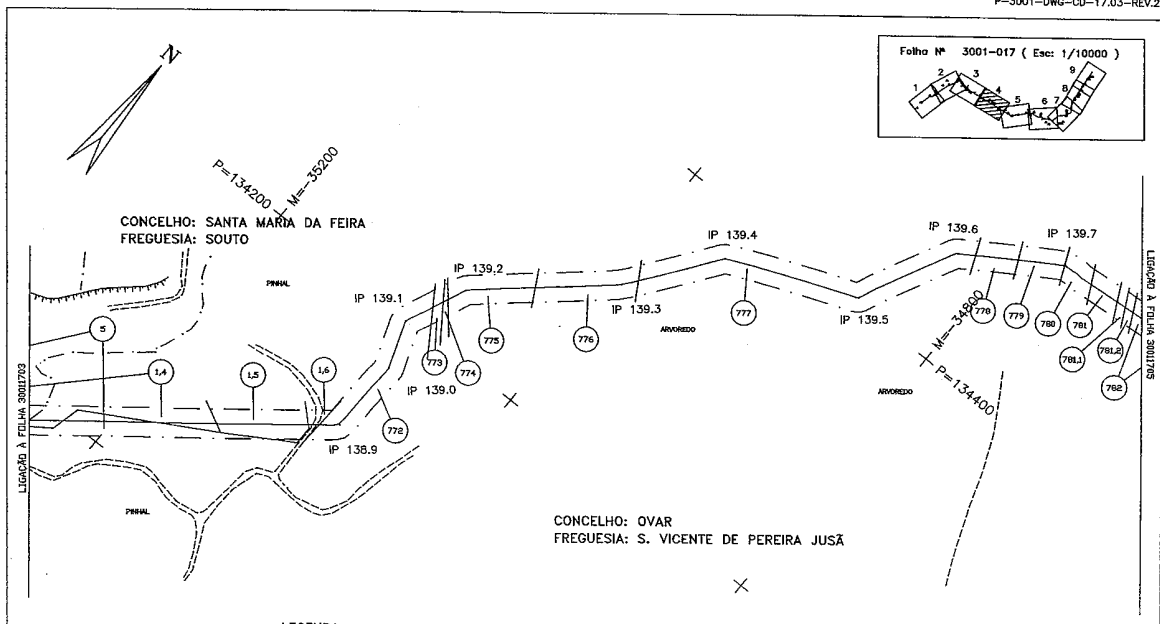 P-3001-DWG-CD-17.03-REV.2
Folha Nº 3001-017 ( Esc: 1/10000 )
1
2
3
4
5
6
7
8
9
N
P=134200
M=-35200
CONCELHO: SANTA MARIA DA FEIRA
FREGUESIA: SOUTO
PINHAL
IP 139.1
IP 139.2
IP 139.4
IP 139.6
IP 139.7
IP 139.3
IP 139.5
IP 139.0
IP 138.9
5
1,4
1,5
1,6
772
773
774
775
776
777
778
779
780
781
781,1
781,2
782
ARVOREDO
ARVOREDO
M=-34800
P=134400
PINHAL
LIGAÇÃO À FOLHA 30011703
LIGAÇÃO À FOLHA 30011705
CONCELHO: OVAR
FREGUESIA: S. VICENTE DE PEREIRA JUSÃ